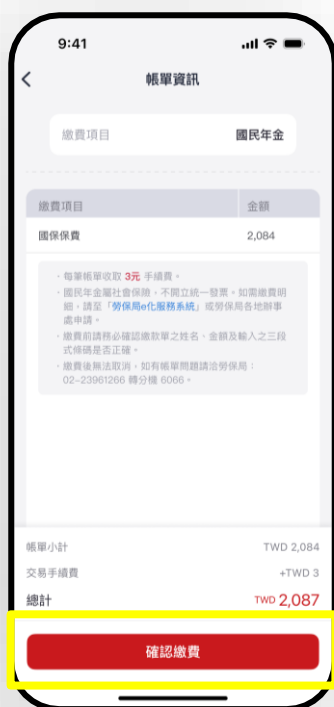 9:41
帳單資訊
繳費項目 國民年金
繳費項目 金額
國保保費 2,084
· 每筆帳單收取 3元 手續費。
· 國民年金屬社會保險，不開立統一發票。如需繳費明
細，請至「勞保局e化服務系統」或勞保局各地辦事
處申請。
· 繳費前請務必確認繳款單之姓名、金額及輸入之三段
式條碼是否正確。
· 繳費後無法取消，如有帳單問題請洽勞保局：
02-23961266 轉分機 6066。
帳單小計 TWD 2,084
交易手續費 +TWD 3
總計 TWD 2,087
確認繳費